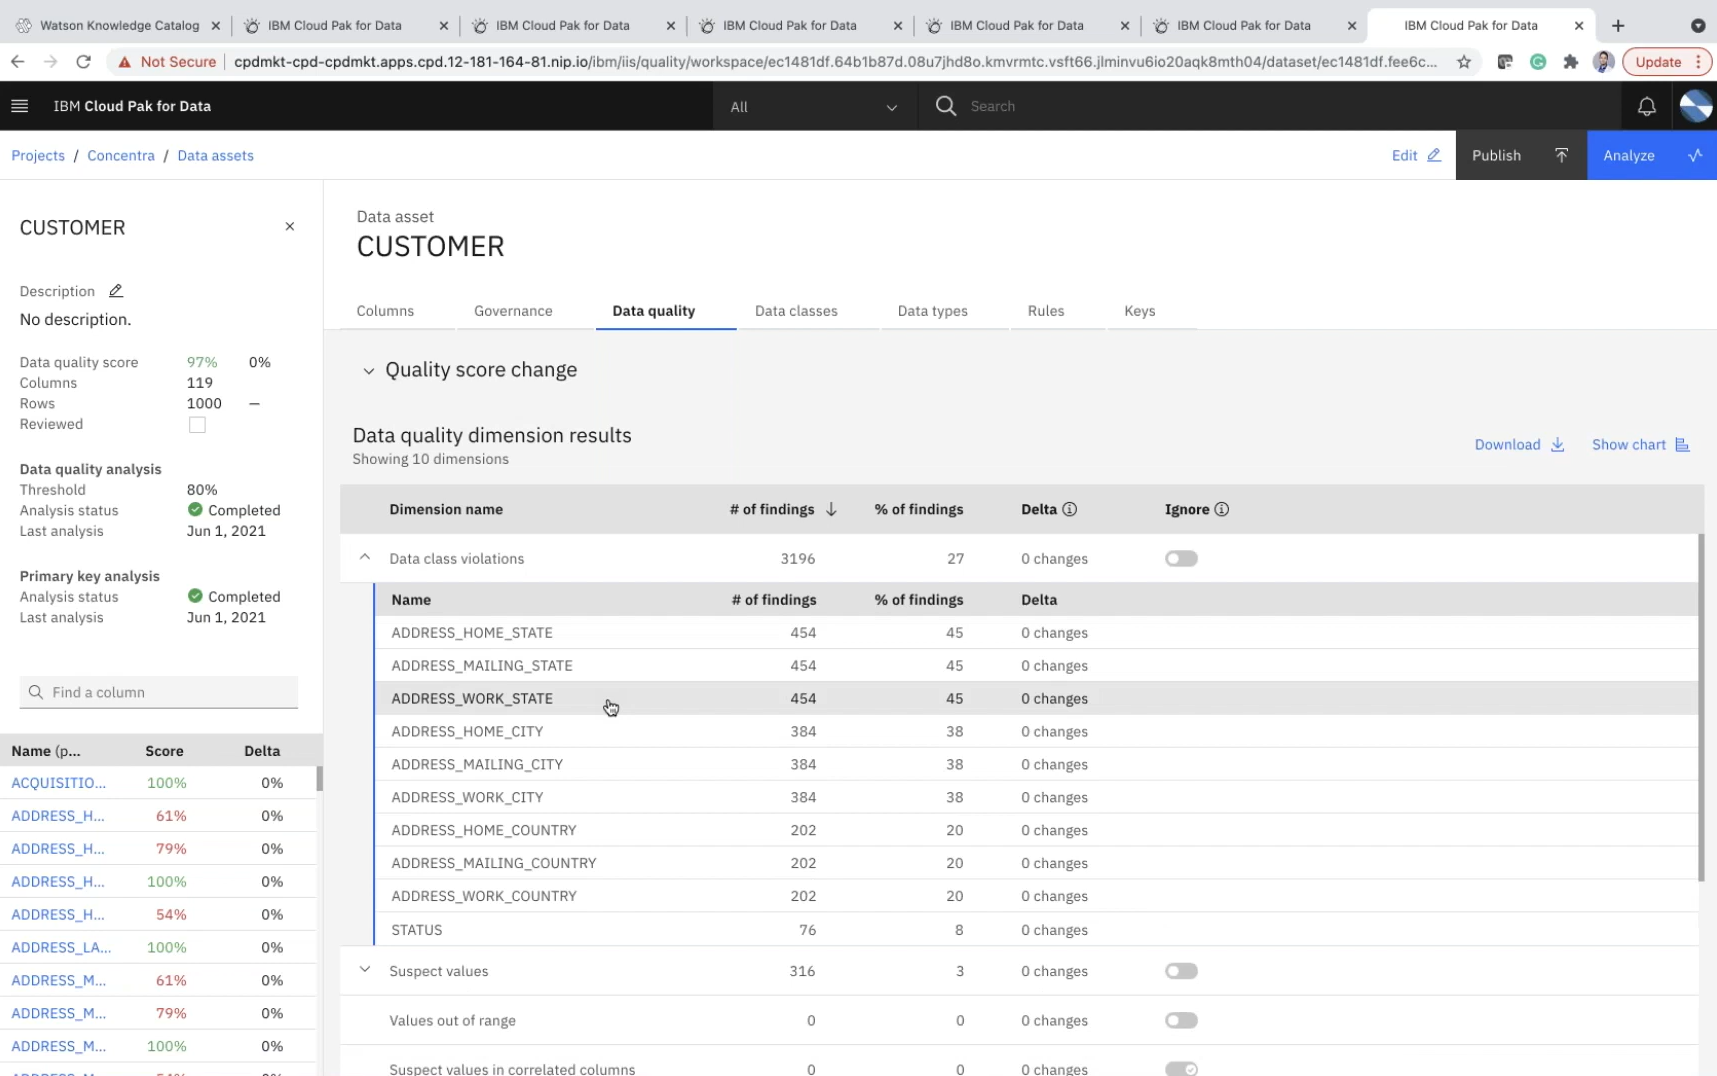 Watson Knowledge Catalog
IBM Cloud Pak for Data
IBM Cloud Pak for Data
IBM Cloud Pak for Data
IBM Cloud Pak for Data
IBM Cloud Pak for Data
IBM Cloud Pak for Data
Not Secure | cpdmkt-cpd-cpdmkt.apps.cpd.12-181-164-81.nip.io/ibm/iis/quality/workspace/ec1481df.64b1b87d.08u7jhd8o.kmvrmtc.vsft66.jlminvu6io20aqk8mth04/dataset/ec1481df.fee6c...
Update
IBM Cloud Pak for Data
All
Search
Projects / Concentra / Data assets
Edit
Publish
Analyze
CUSTOMER
Description
No description.
Data quality score 97% 0%
Columns 119
Rows 1000 –
Reviewed
Data quality analysis
Threshold 80%
Analysis status Completed
Last analysis Jun 1, 2021
Primary key analysis
Analysis status Completed
Last analysis Jun 1, 2021
Find a column
Name (p... Score Delta
ACQUISITIO... 100% 0%
ADDRESS_H... 61% 0%
ADDRESS_H... 79% 0%
ADDRESS_H... 100% 0%
ADDRESS_H... 54% 0%
ADDRESS_LA... 100% 0%
ADDRESS_M... 61% 0%
ADDRESS_M... 79% 0%
ADDRESS_M... 100% 0%
Data asset
CUSTOMER
Columns Governance Data quality Data classes Data types Rules Keys
Quality score change
Data quality dimension results
Showing 10 dimensions
Download
Show chart
Dimension name # of findings % of findings Delta Ignore
Data class violations 3196 27 0 changes
Name # of findings % of findings Delta
ADDRESS_HOME_STATE 454 45 0 changes
ADDRESS_MAILING_STATE 454 45 0 changes
ADDRESS_WORK_STATE 454 45 0 changes
ADDRESS_HOME_CITY 384 38 0 changes
ADDRESS_MAILING_CITY 384 38 0 changes
ADDRESS_WORK_CITY 384 38 0 changes
ADDRESS_HOME_COUNTRY 202 20 0 changes
ADDRESS_MAILING_COUNTRY 202 20 0 changes
ADDRESS_WORK_COUNTRY 202 20 0 changes
STATUS 76 8 0 changes
Suspect values 316 3 0 changes
Values out of range 0 0 0 changes
Suspect values in correlated columns 0 0 0 changes